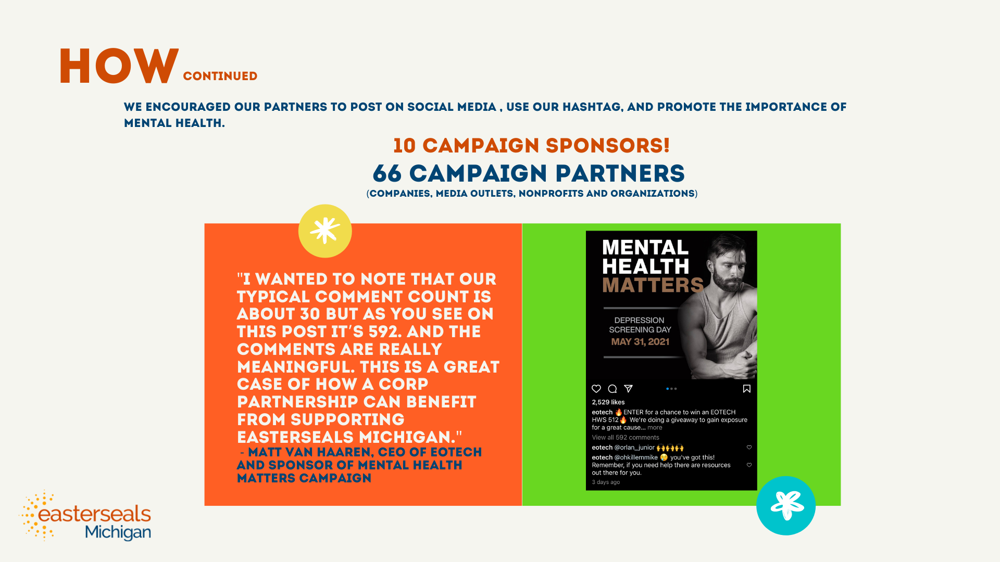 HOW CONTINUED
WE ENCOURAGED OUR PARTNERS TO POST ON SOCIAL MEDIA , USE OUR HASHTAG, AND PROMOTE THE IMPORTANCE OF
MENTAL HEALTH.
10 CAMPAIGN SPONSORS!
66 CAMPAIGN PARTNERS
(COMPANIES, MEDIA OUTLETS, NONPROFITS AND ORGANIZATIONS)
"I WANTED TO NOTE THAT OUR
TYPICAL COMMENT COUNT IS
ABOUT 30 BUT AS YOU SEE ON
THIS POST IT'S 592. AND THE
COMMENTS ARE REALLY
MEANINGFUL. THIS IS A GREAT
CASE OF HOW A CORP
PARTNERSHIP CAN BENEFIT
FROM SUPPORTING
EASTERSEALS MICHIGAN."
- MATT VAN HAAREN, CEO OF EOTECH
AND SPONSOR OF MENTAL HEALTH
MATTERS CAMPAIGN
MENTAL
HEALTH
MATTERS
DEPRESSION
SCREENING DAY
MAY 31, 2021
2,529 likes
eotech 🔥ENTER for a chance to win an EOTECH
HWS 512🔥 We're doing a giveaway to gain exposure
for a great cause... more
View all 592 comments
eotech @orlan_junior 🙌🙌🙌
eotech @ohkillemmike 😢 you've got this!
Remember, if you need help there are resources
out there for you.
3 days ago
easterseals
Michigan